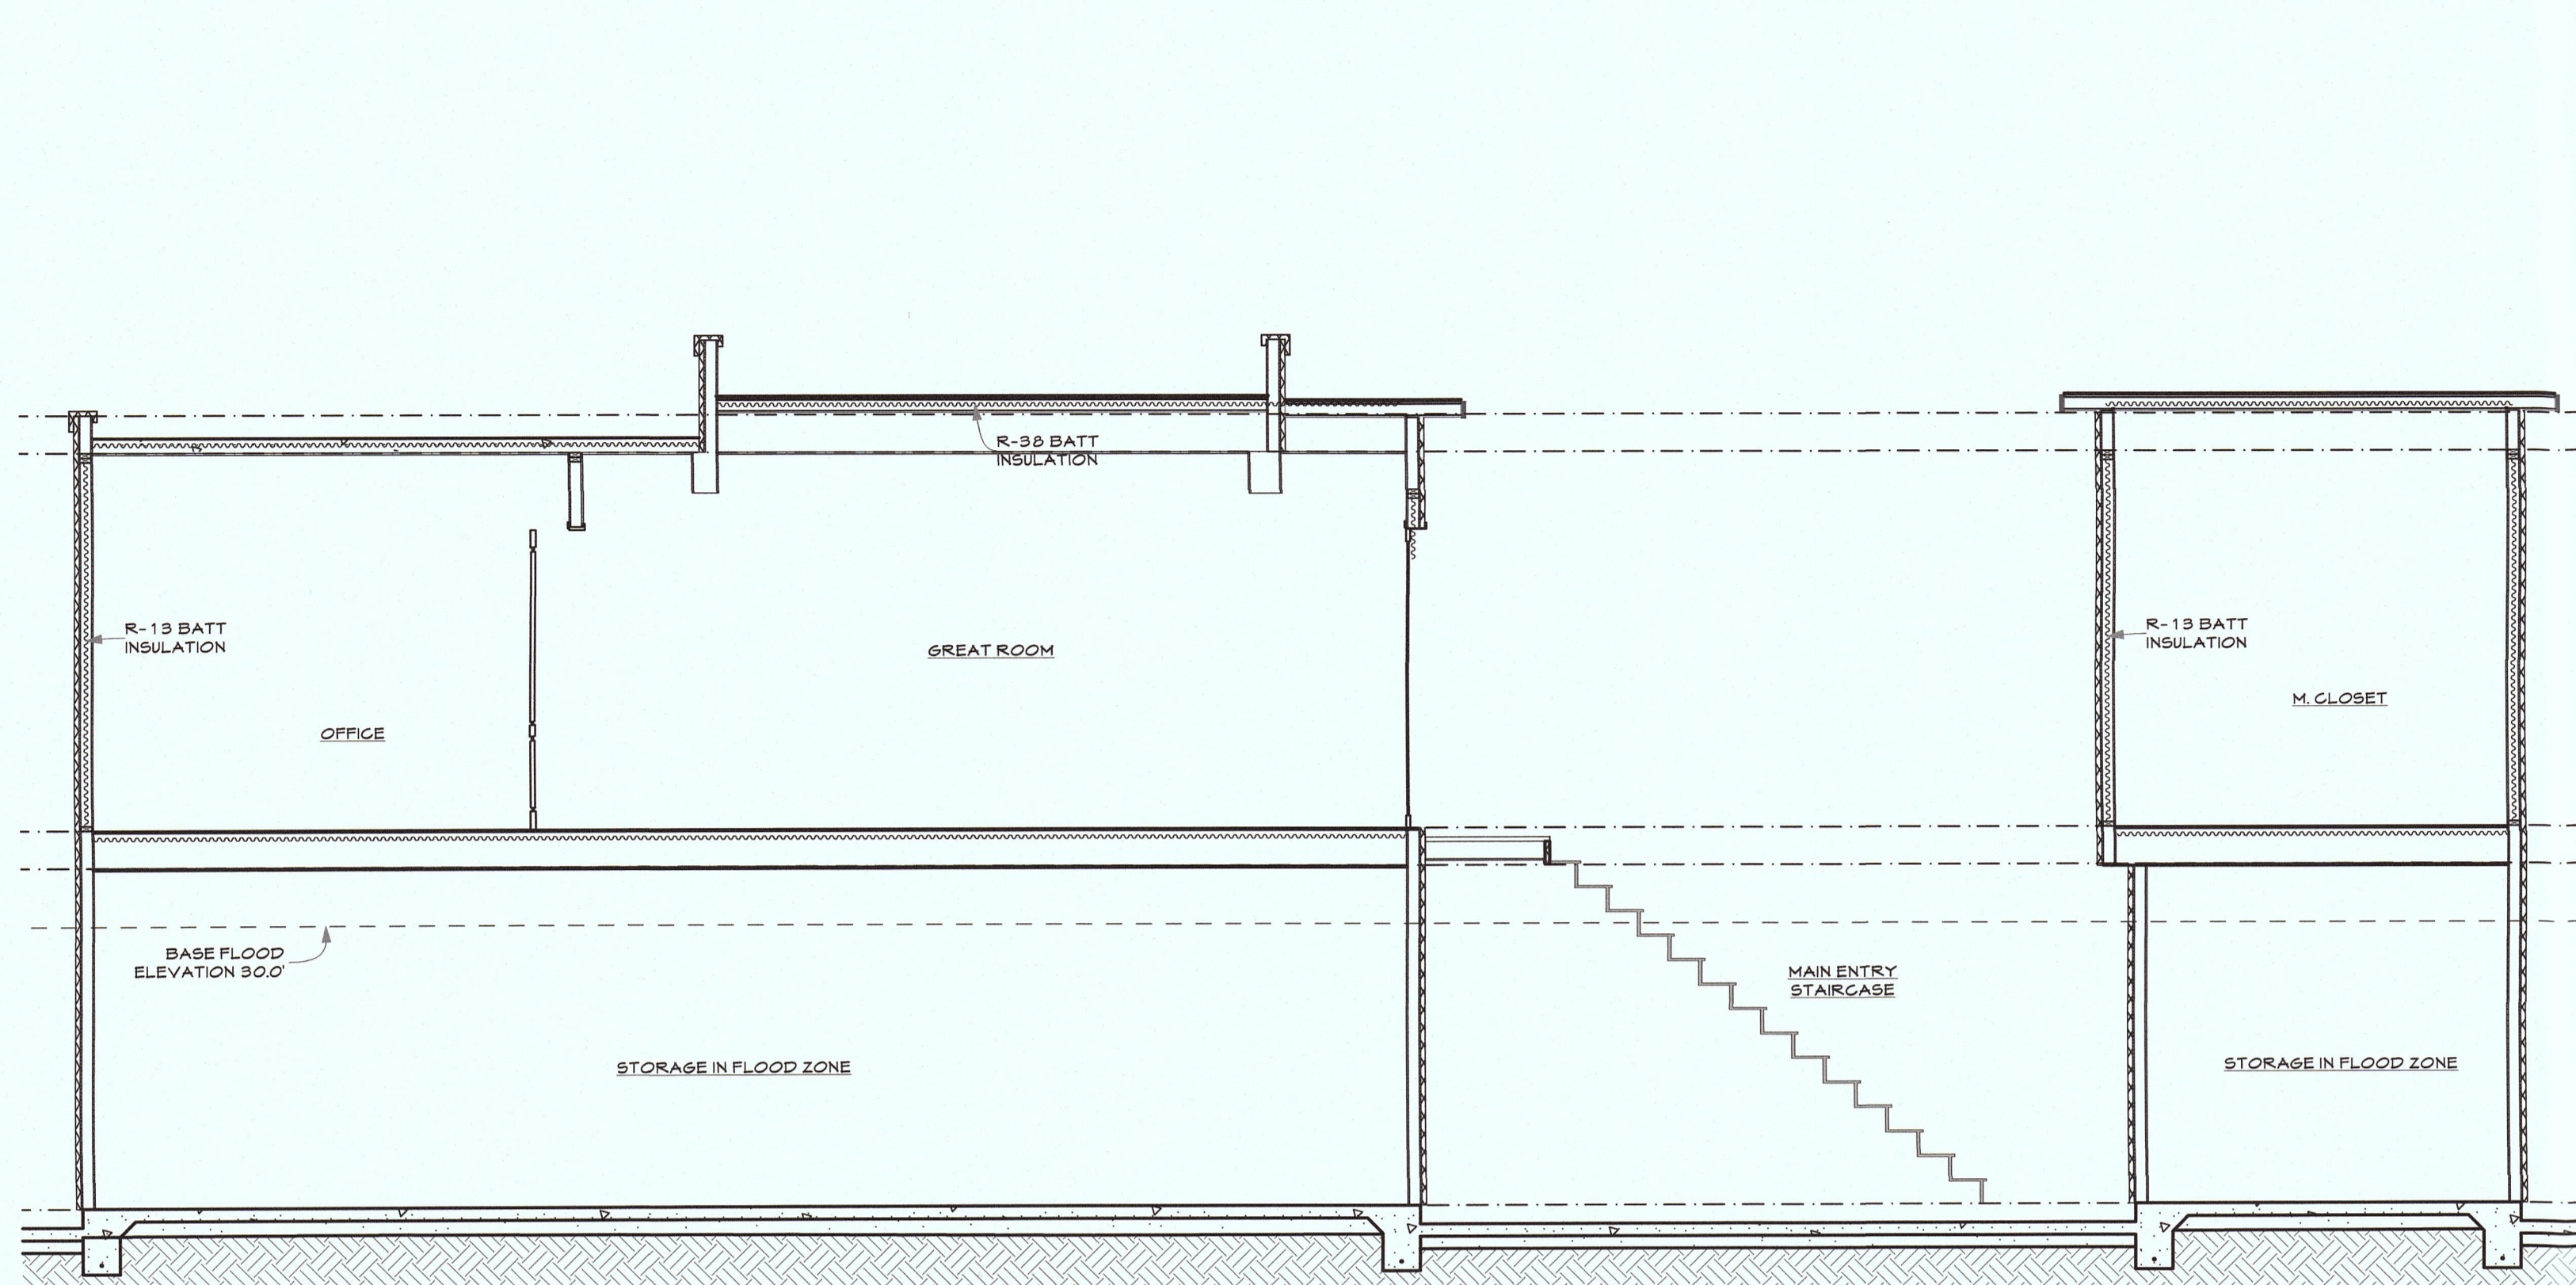 R-38 BATT
INSULATION
R-13 BATT
INSULATION
R-13 BATT
INSULATION
GREAT ROOM
M. CLOSET
OFFICE
BASE FLOOD
ELEVATION 30.0'
MAIN ENTRY
STAIRCASE
STORAGE IN FLOOD ZONE
STORAGE IN FLOOD ZONE